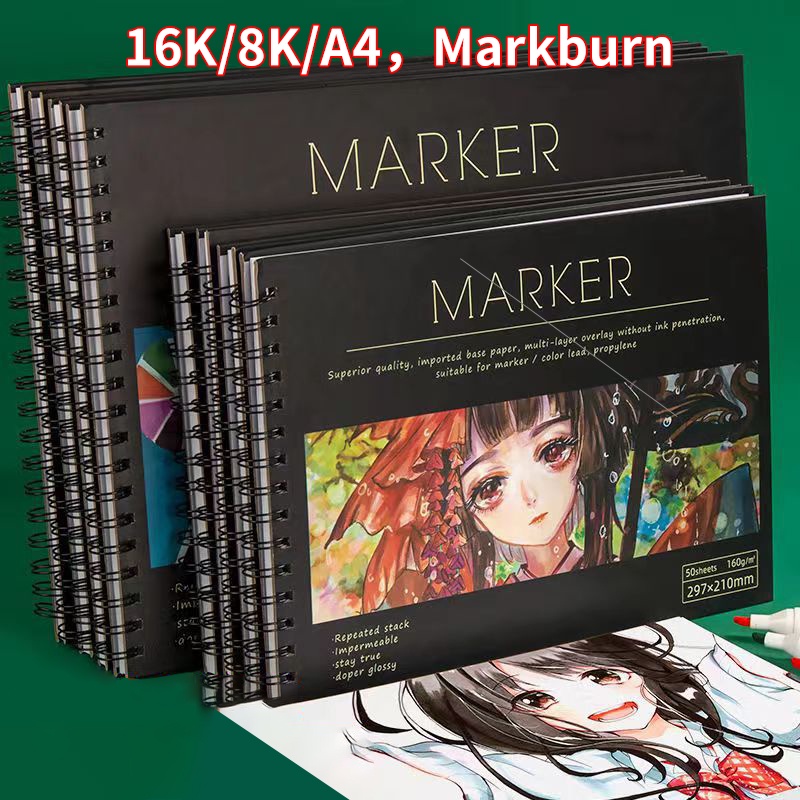 16K/8K/A4，Markburn
MARKER
MARKER
Superior quality, imported base paper, multi-layer overlay without ink penetration,
suitable for marker / color lead, propylene
50sheets 160g/m²
297×210mm
·Repeated stack
·Impermeable
·stay true
·doper glossy